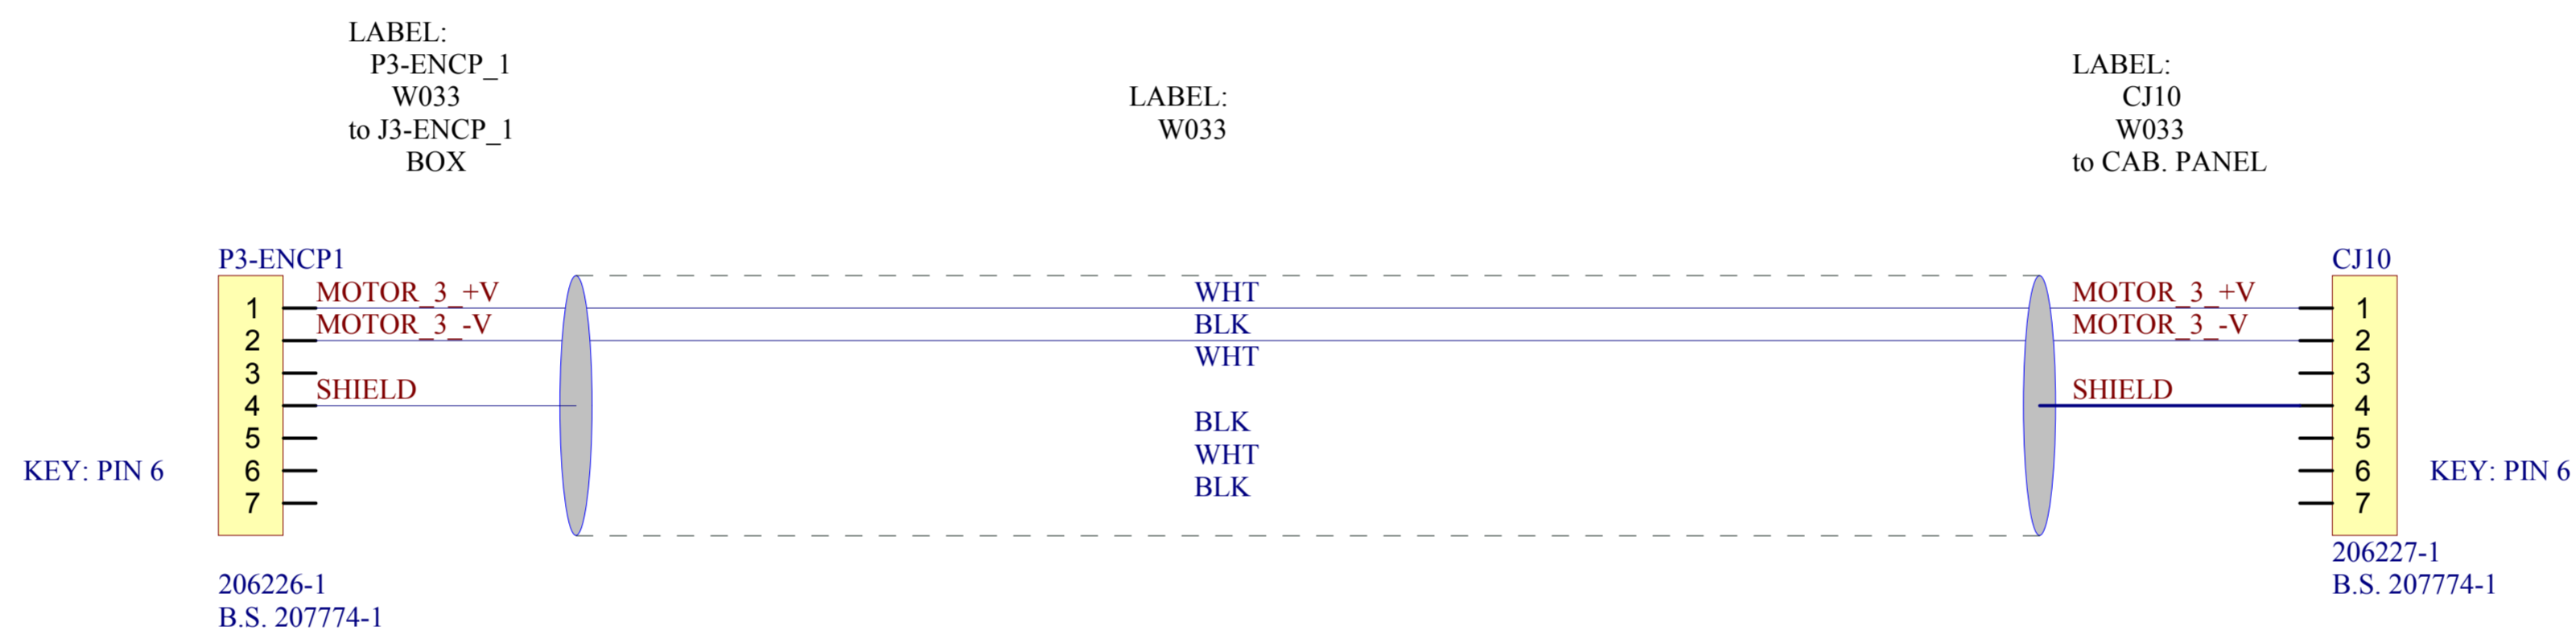 LABEL:
P3-ENCP_1
W033
to J3-ENCP_1
BOX
LABEL:
W033
LABEL:
CJ10
W033
to CAB. PANEL
P3-ENCP1
1
2
3
4
5
6
7
MOTOR_3_+V
MOTOR_3_-V
SHIELD
KEY: PIN 6
206226-1
B.S. 207774-1
WHT
BLK
WHT
BLK
WHT
BLK
CJ10
MOTOR_3_+V
MOTOR_3_-V
SHIELD
1
2
3
4
5
6
7
KEY: PIN 6
206227-1
B.S. 207774-1